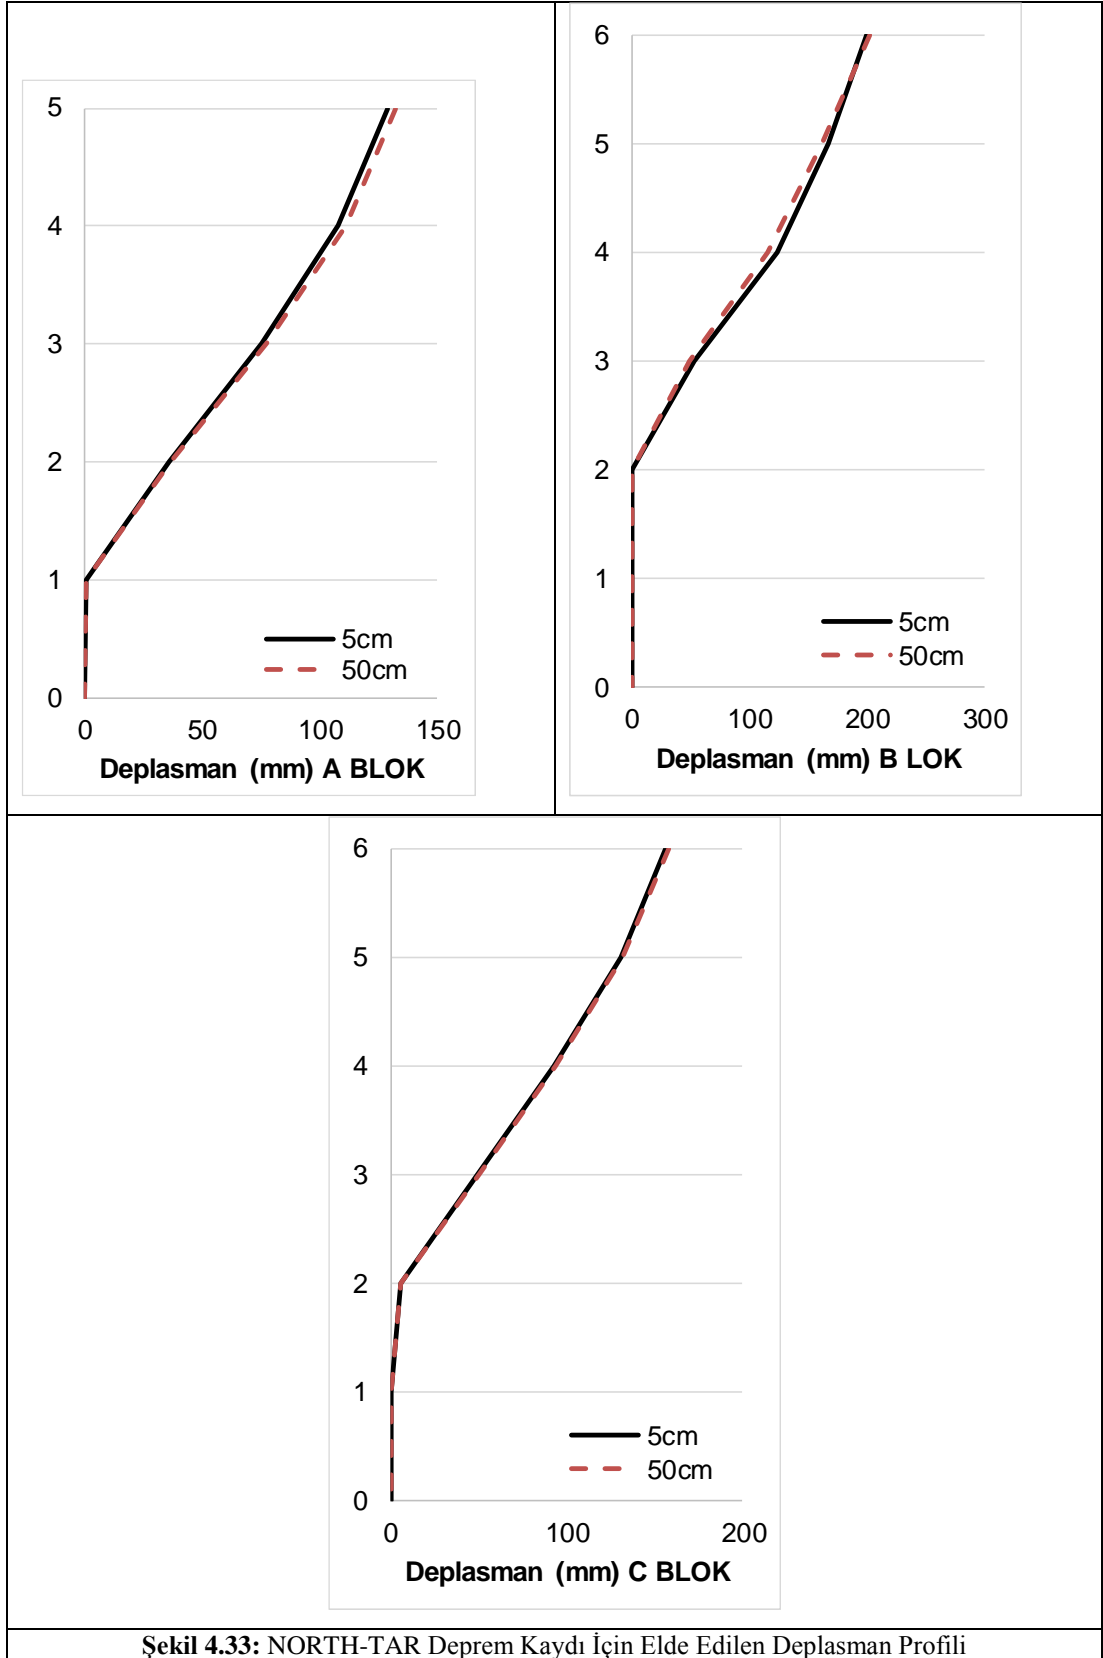 5
4
3
2
1
0
0 50 100 150
5cm
50cm
Deplasman (mm) A BLOK
6
5
4
3
2
1
0
0 100 200 300
5cm
50cm
Deplasman (mm) B LOK
6
5
4
3
2
1
0
0 100 200
5cm
50cm
Deplasman (mm) C BLOK
Şekil 4.33: NORTH-TAR Deprem Kaydı İçin Elde Edilen Deplasman Profili